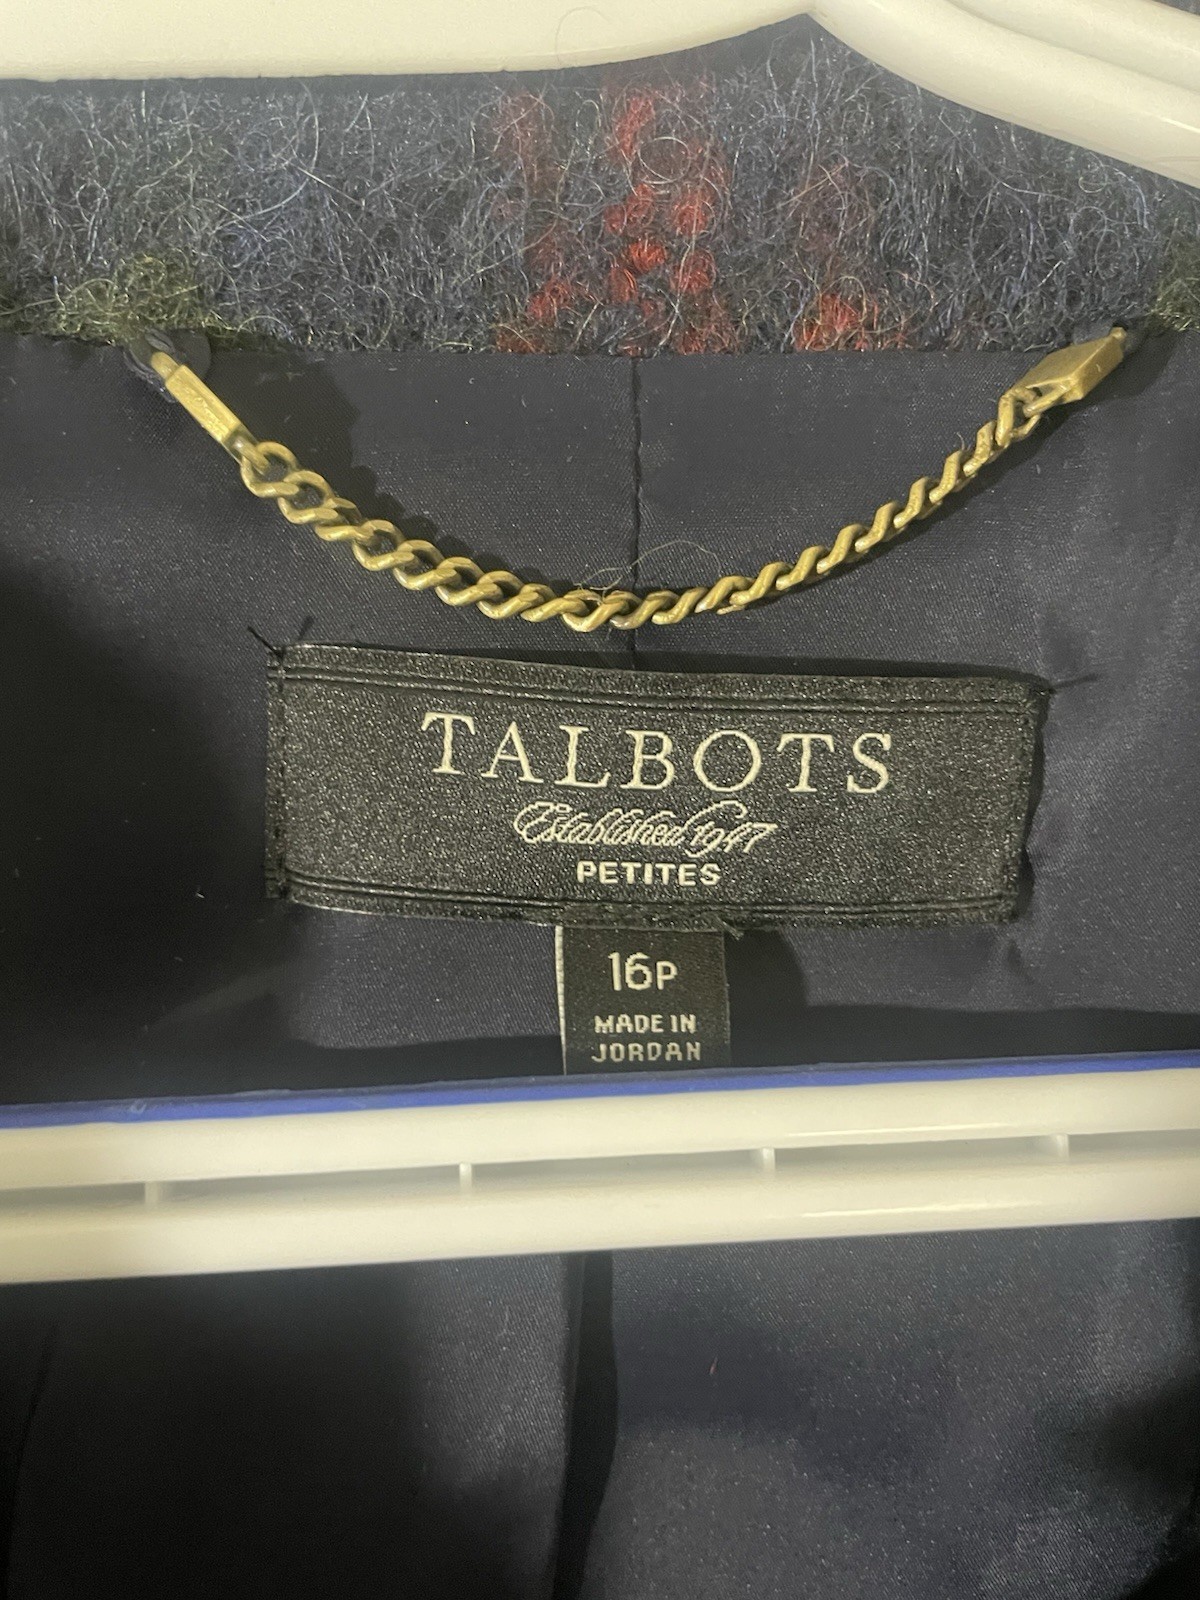 TALBOTS
Established 1947
PETITES
16P
MADE IN
JORDAN